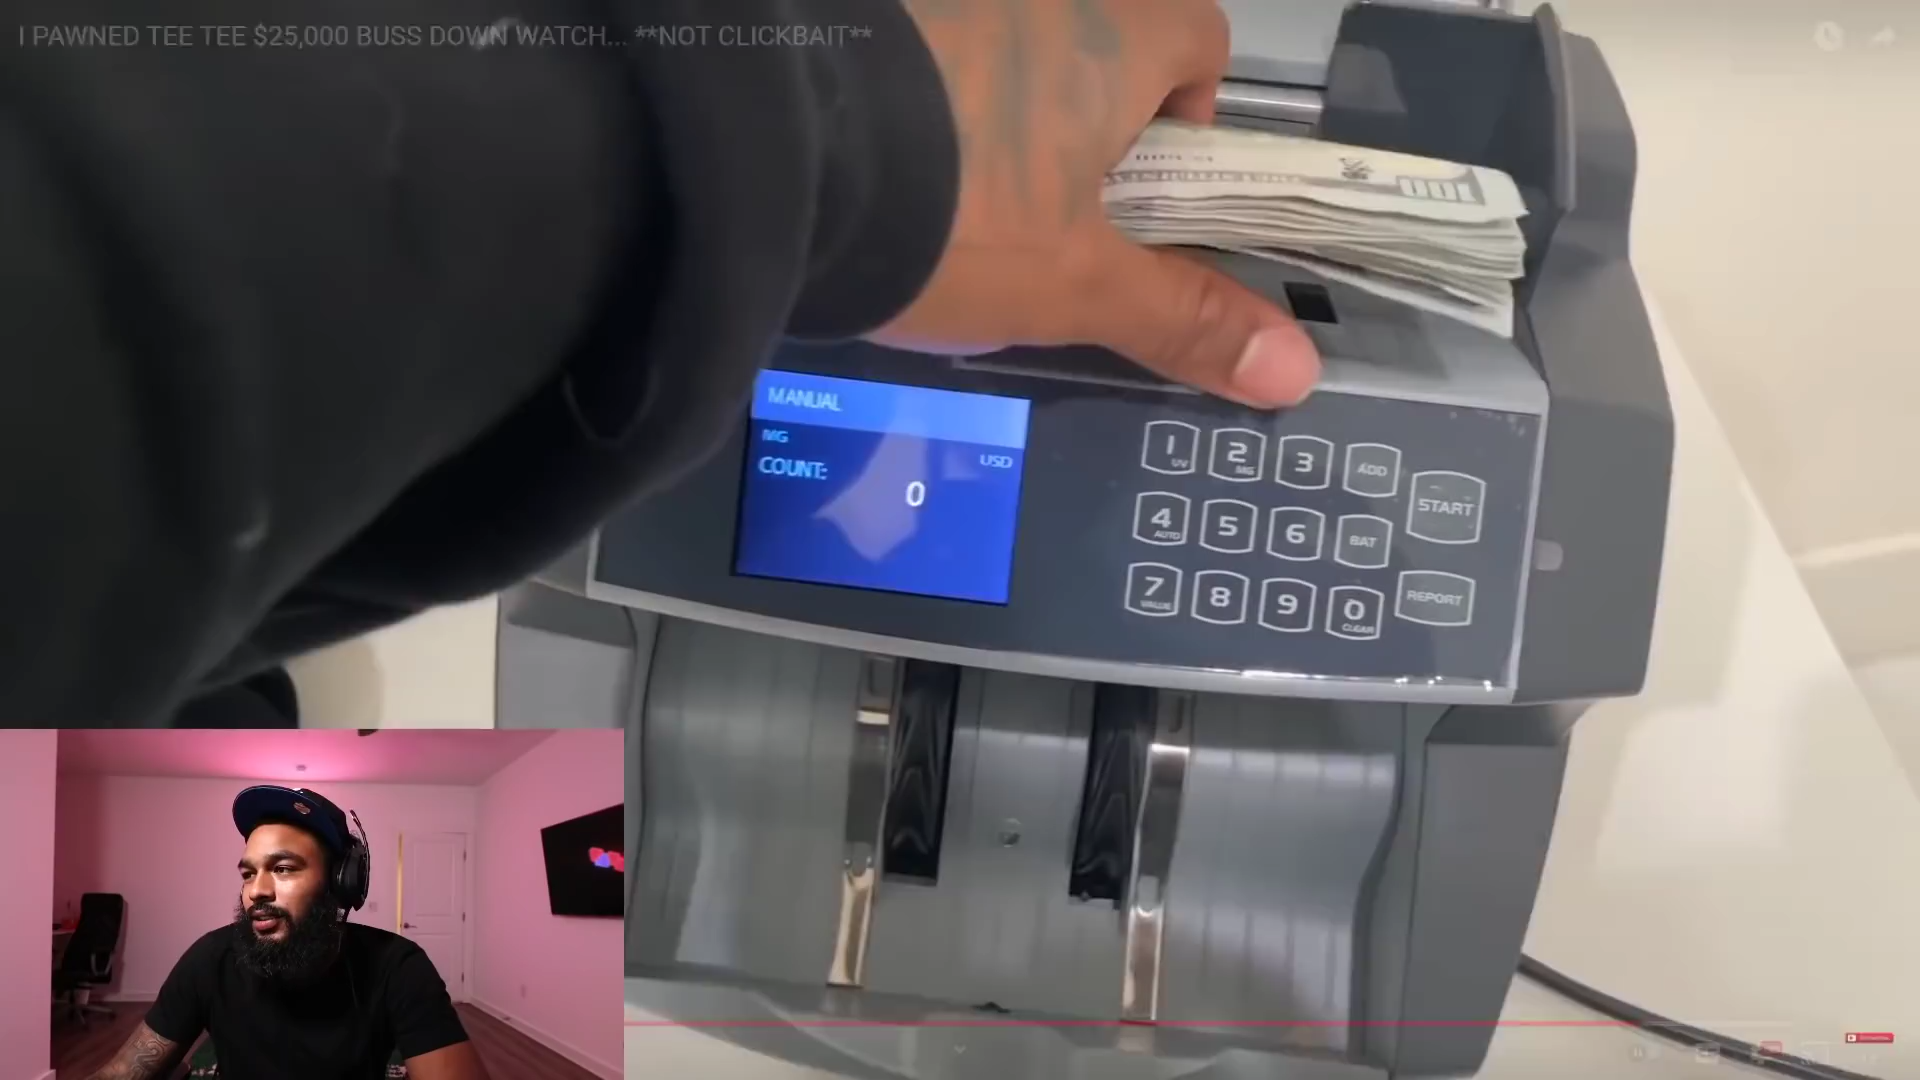 I PAWNED TEE TEE $25,000 BUSS DOWN WATCH... **NOT CLICKBAIT**
100
MANUAL
MG
USD
COUNT:
0
1 UV
2 MG
3
ADD
START
4 AUTO
5
6
BAT
7 VALUE
8
9
0 CLEAR
REPORT